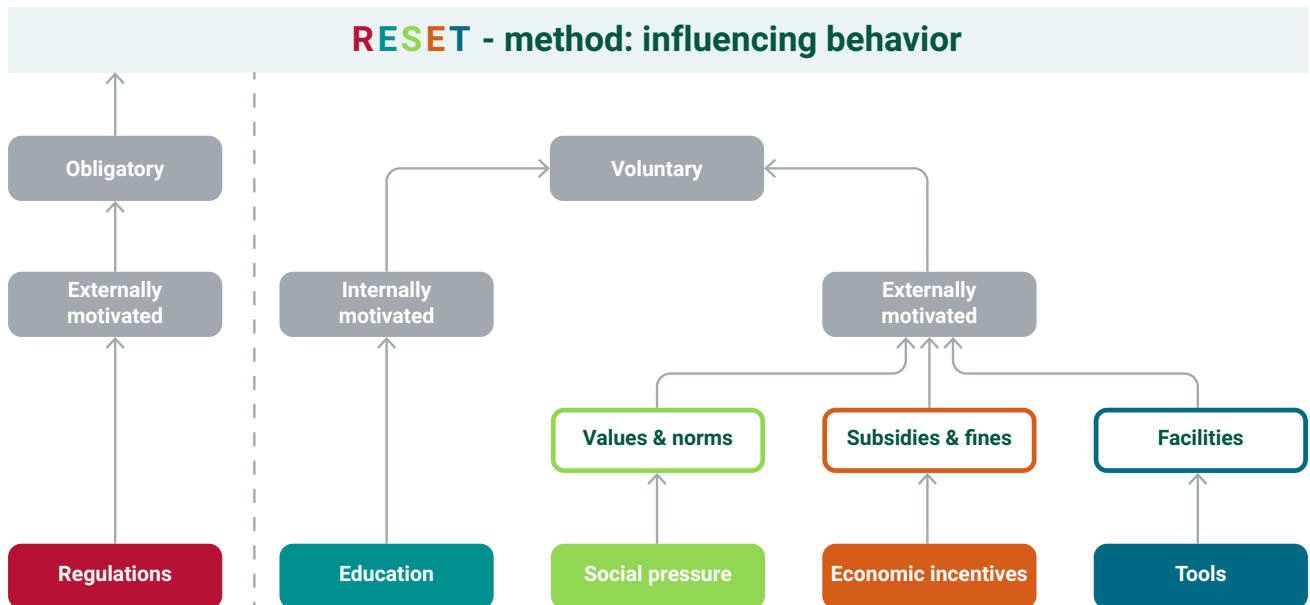 RESET - method: influencing behavior
Obligatory
Voluntary
Externally
motivated
Internally
motivated
Externally
motivated
Values & norms
Subsidies & fines
Facilities
Regulations
Education
Social pressure
Economic incentives
Tools